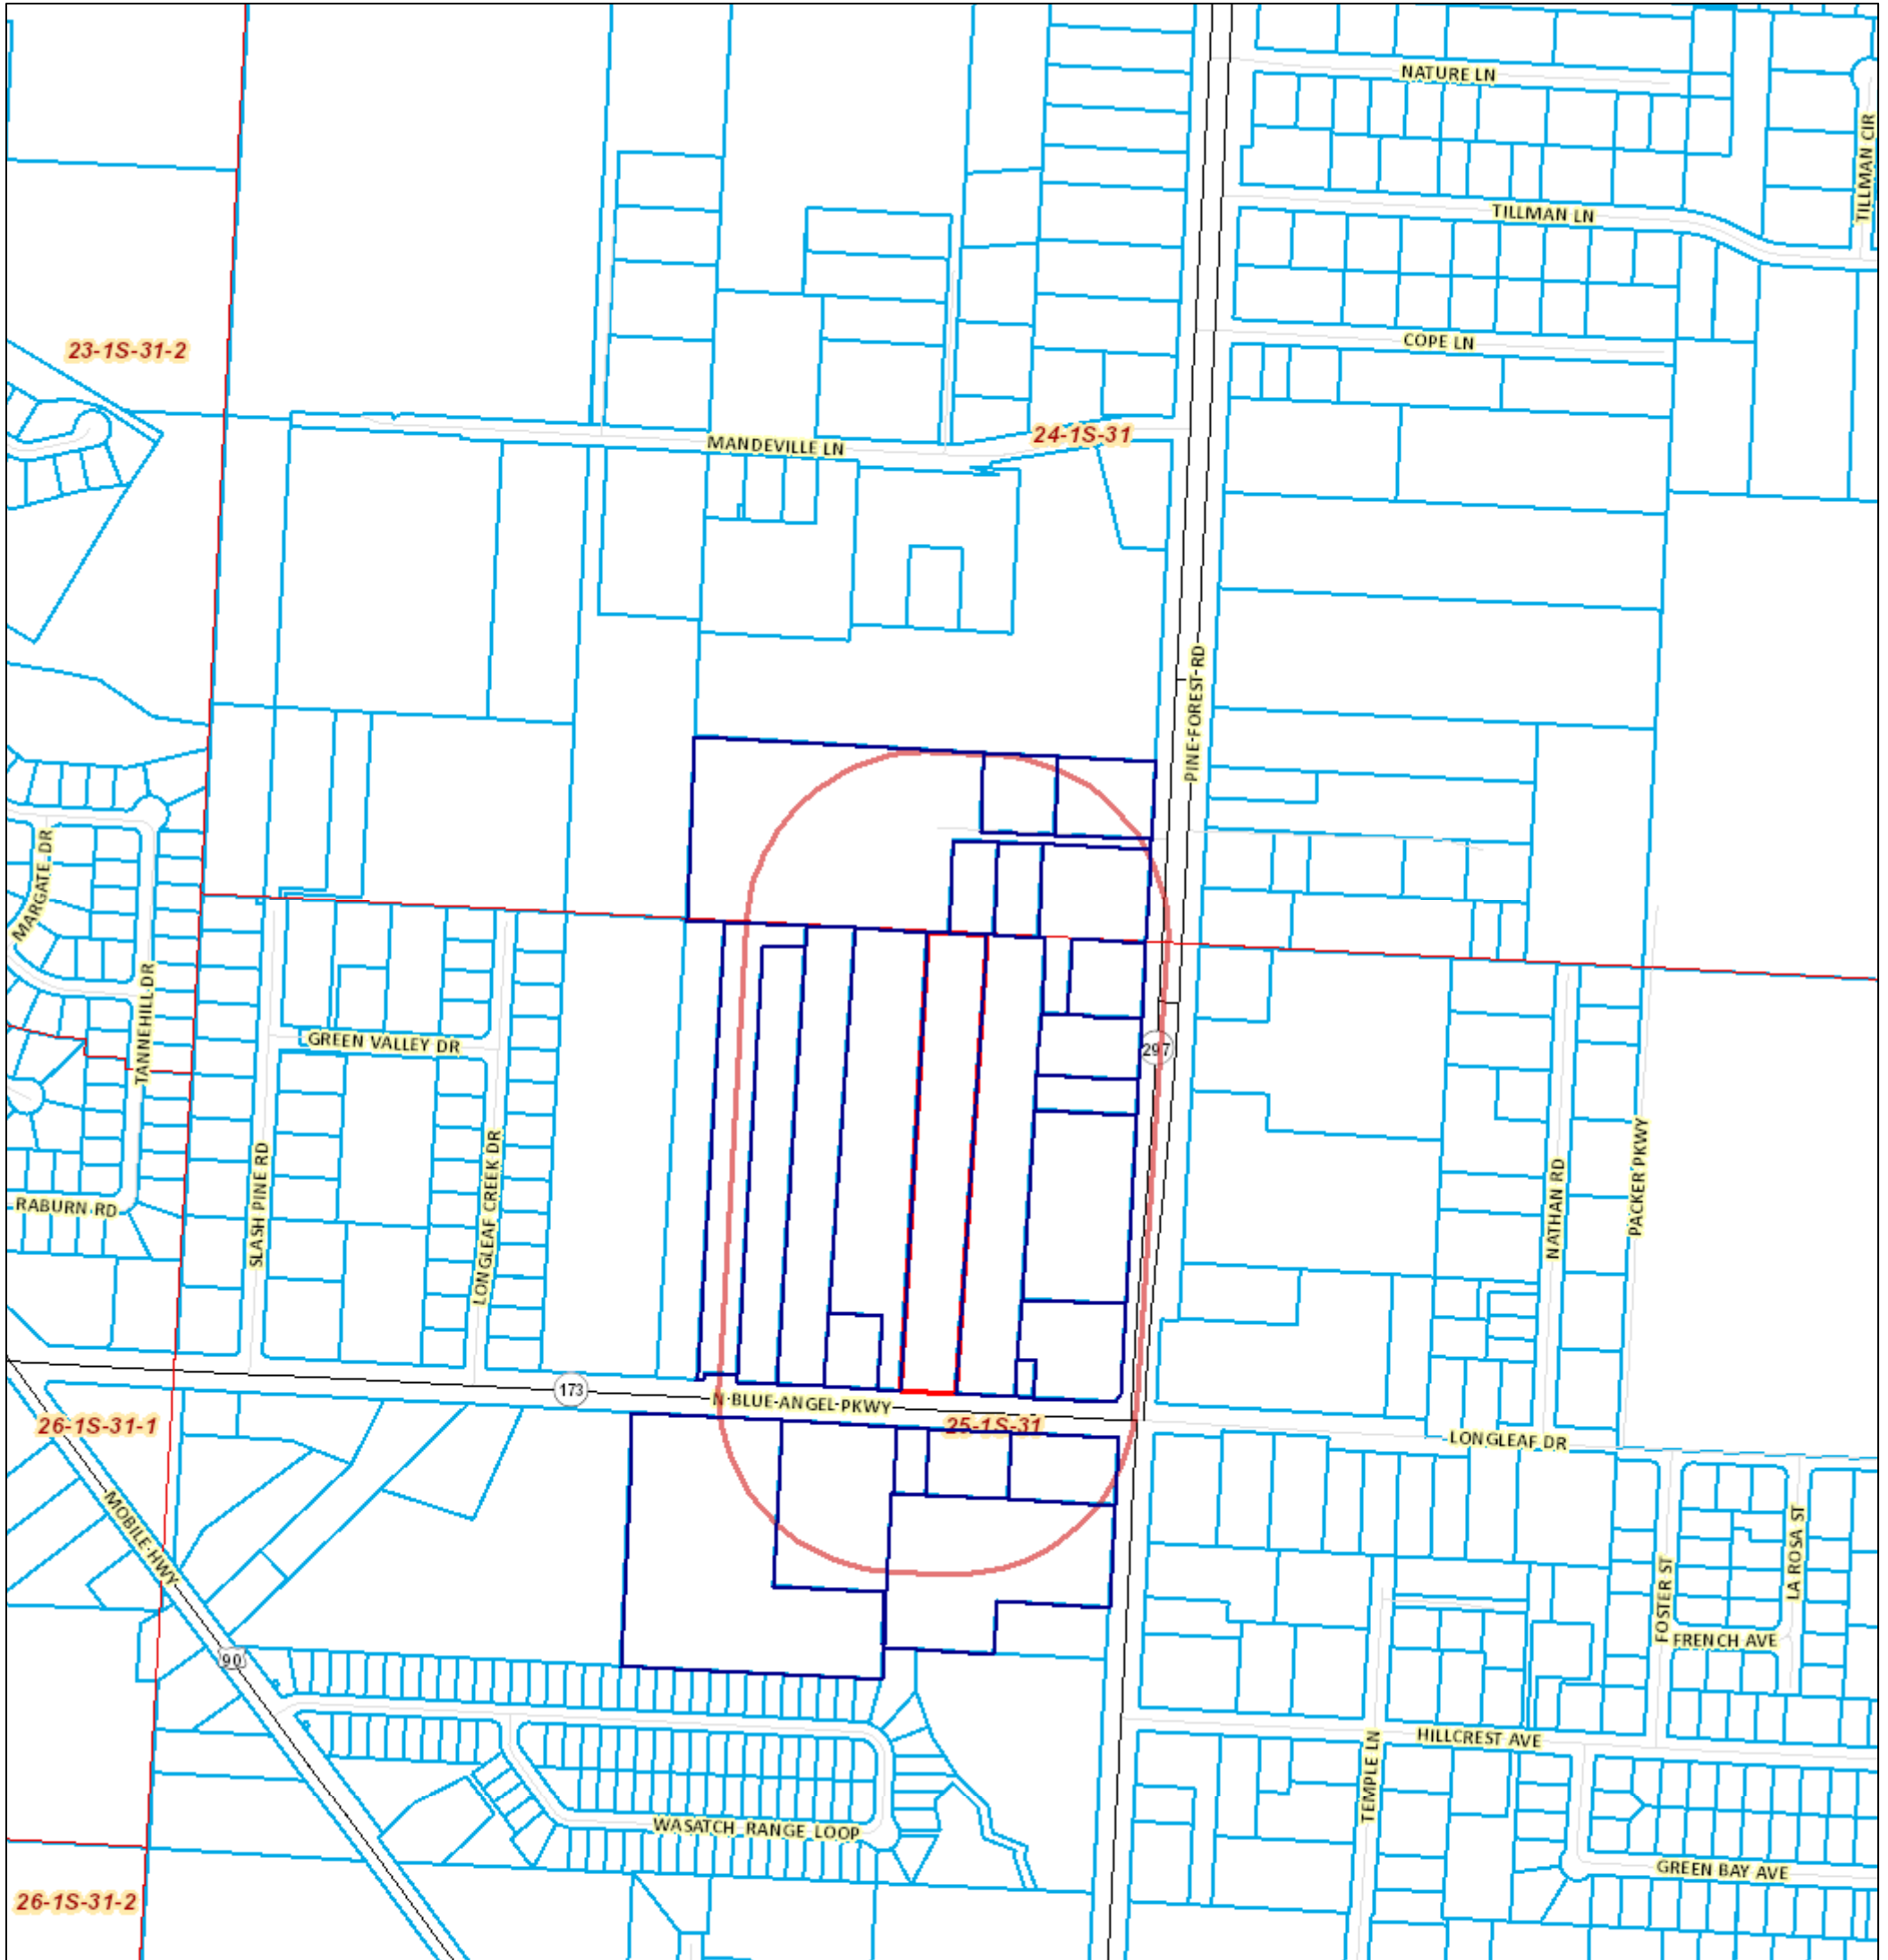 NATURE LN
TILLMAN CIR
TILLMAN LN
COPE LN
23-1S-31-2
24-1S-31
MANDEVILLE LN
PINE-FOREST-RD
MARGATE DR
TANNEHILL DR
GREEN VALLEY DR
297
SLASH PINE RD
LONGLEAF CREEK DR
RABURN RD
NATHAN RD
PACKER PKWY
173
N-BLUE-ANGEL-PKWY
26-1S-31-1
25-1S-31
LONGLEAF DR
MOBILE-HWY
LA ROSA ST
FOSTER ST
FRENCH AVE
90
HILLCREST AVE
TEMPLE LN
WASATCH RANGE LOOP
GREEN BAY AVE
26-1S-31-2